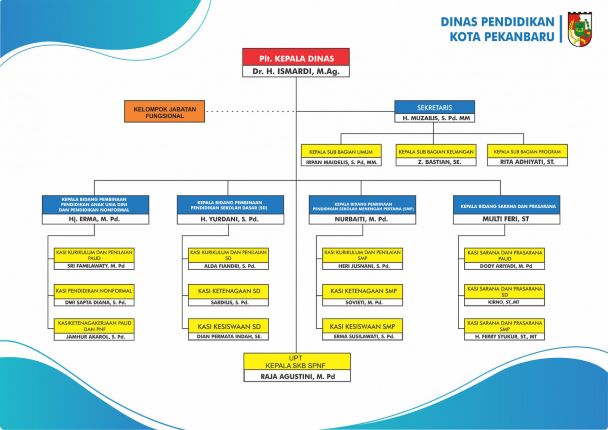 DINAS PENDIDIKAN
KOTA PEKANBARU
Plt. KEPALA DINAS
Dr. H. ISMARDI, M.Ag.
KELOMPOK JABATAN
FUNGSIONAL
SEKRETARIS
H. MUZAILIS, S. Pd. MM
KEPALA SUB BAGIAN UMUM
IRPAN MAIDELIS, S Pd, MM.
KEPALA SUB BAGIAN KEUANGAN
Z. BASTIAN, SE.
KEPALA SUB BAGIAN PROGRAM
RITA ADHIYATI, ST.
KEPALA BIDANG PEMBINAAN
PENDIDIKAN ANAK USIA DINI
DAN PENDIDIKAN NONFORMAL
Hj. ERMA, M. Pd.
KEPALA BIDANG PEMBINAAN
PENDIDIKAN SEKOLAH DASAR (SD)
H. YURDANI, S. Pd.
KEPALA BIDANG PEMBINAAN
PENDIDIKAN SEKOLAH MENENGAH PERTAMA (SMP)
NURBAITI, M. Pd.
KEPALA BIDANG SARANA DAN PRASARANA
MULTI FERI, ST
KASI KURIKULUM DAN PENILAIAN
PAUD
SRI FAMILAWATY, M. Pd
KASI PENDIDIKAN NONFORMAL
DWI SAPTA DIANA, S. Pd.
KASI KETENAGAKERJAAN PAUD
DAN PNF
JAMHUR AKAROL, S. Pd.
KASI KURIKULUM DAN PENILAIAN
SD
ALDA FIANDRI, S. Pd.
KASI KETENAGAAN SD
SARDIUS, S. Pd.
KASI KESISWAAN SD
DIAN PERMATA INDAH, SE.
KASI KURIKULUM DAN PENILAIAN
SMP
HERI JUSNANI, S. Pd.
KASI KETENAGAAN SMP
SOVIETI, M. Pd.
KASI KESISWAAN SMP
ERMA SUSILAWATI, S. Pd.
KASI SARANA DAN PRASARANA
PAUD
DODY ARIYADI, M. Pd
KASI SARANA DAN PRASARANA
SD
KIRNO, ST.,MT
KASI SARANA DAN PRASARANA
SMP
H. FERRY SYUKUR, ST., MT
UPT
KEPALA SKB SPNF
RAJA AGUSTINI, M. Pd